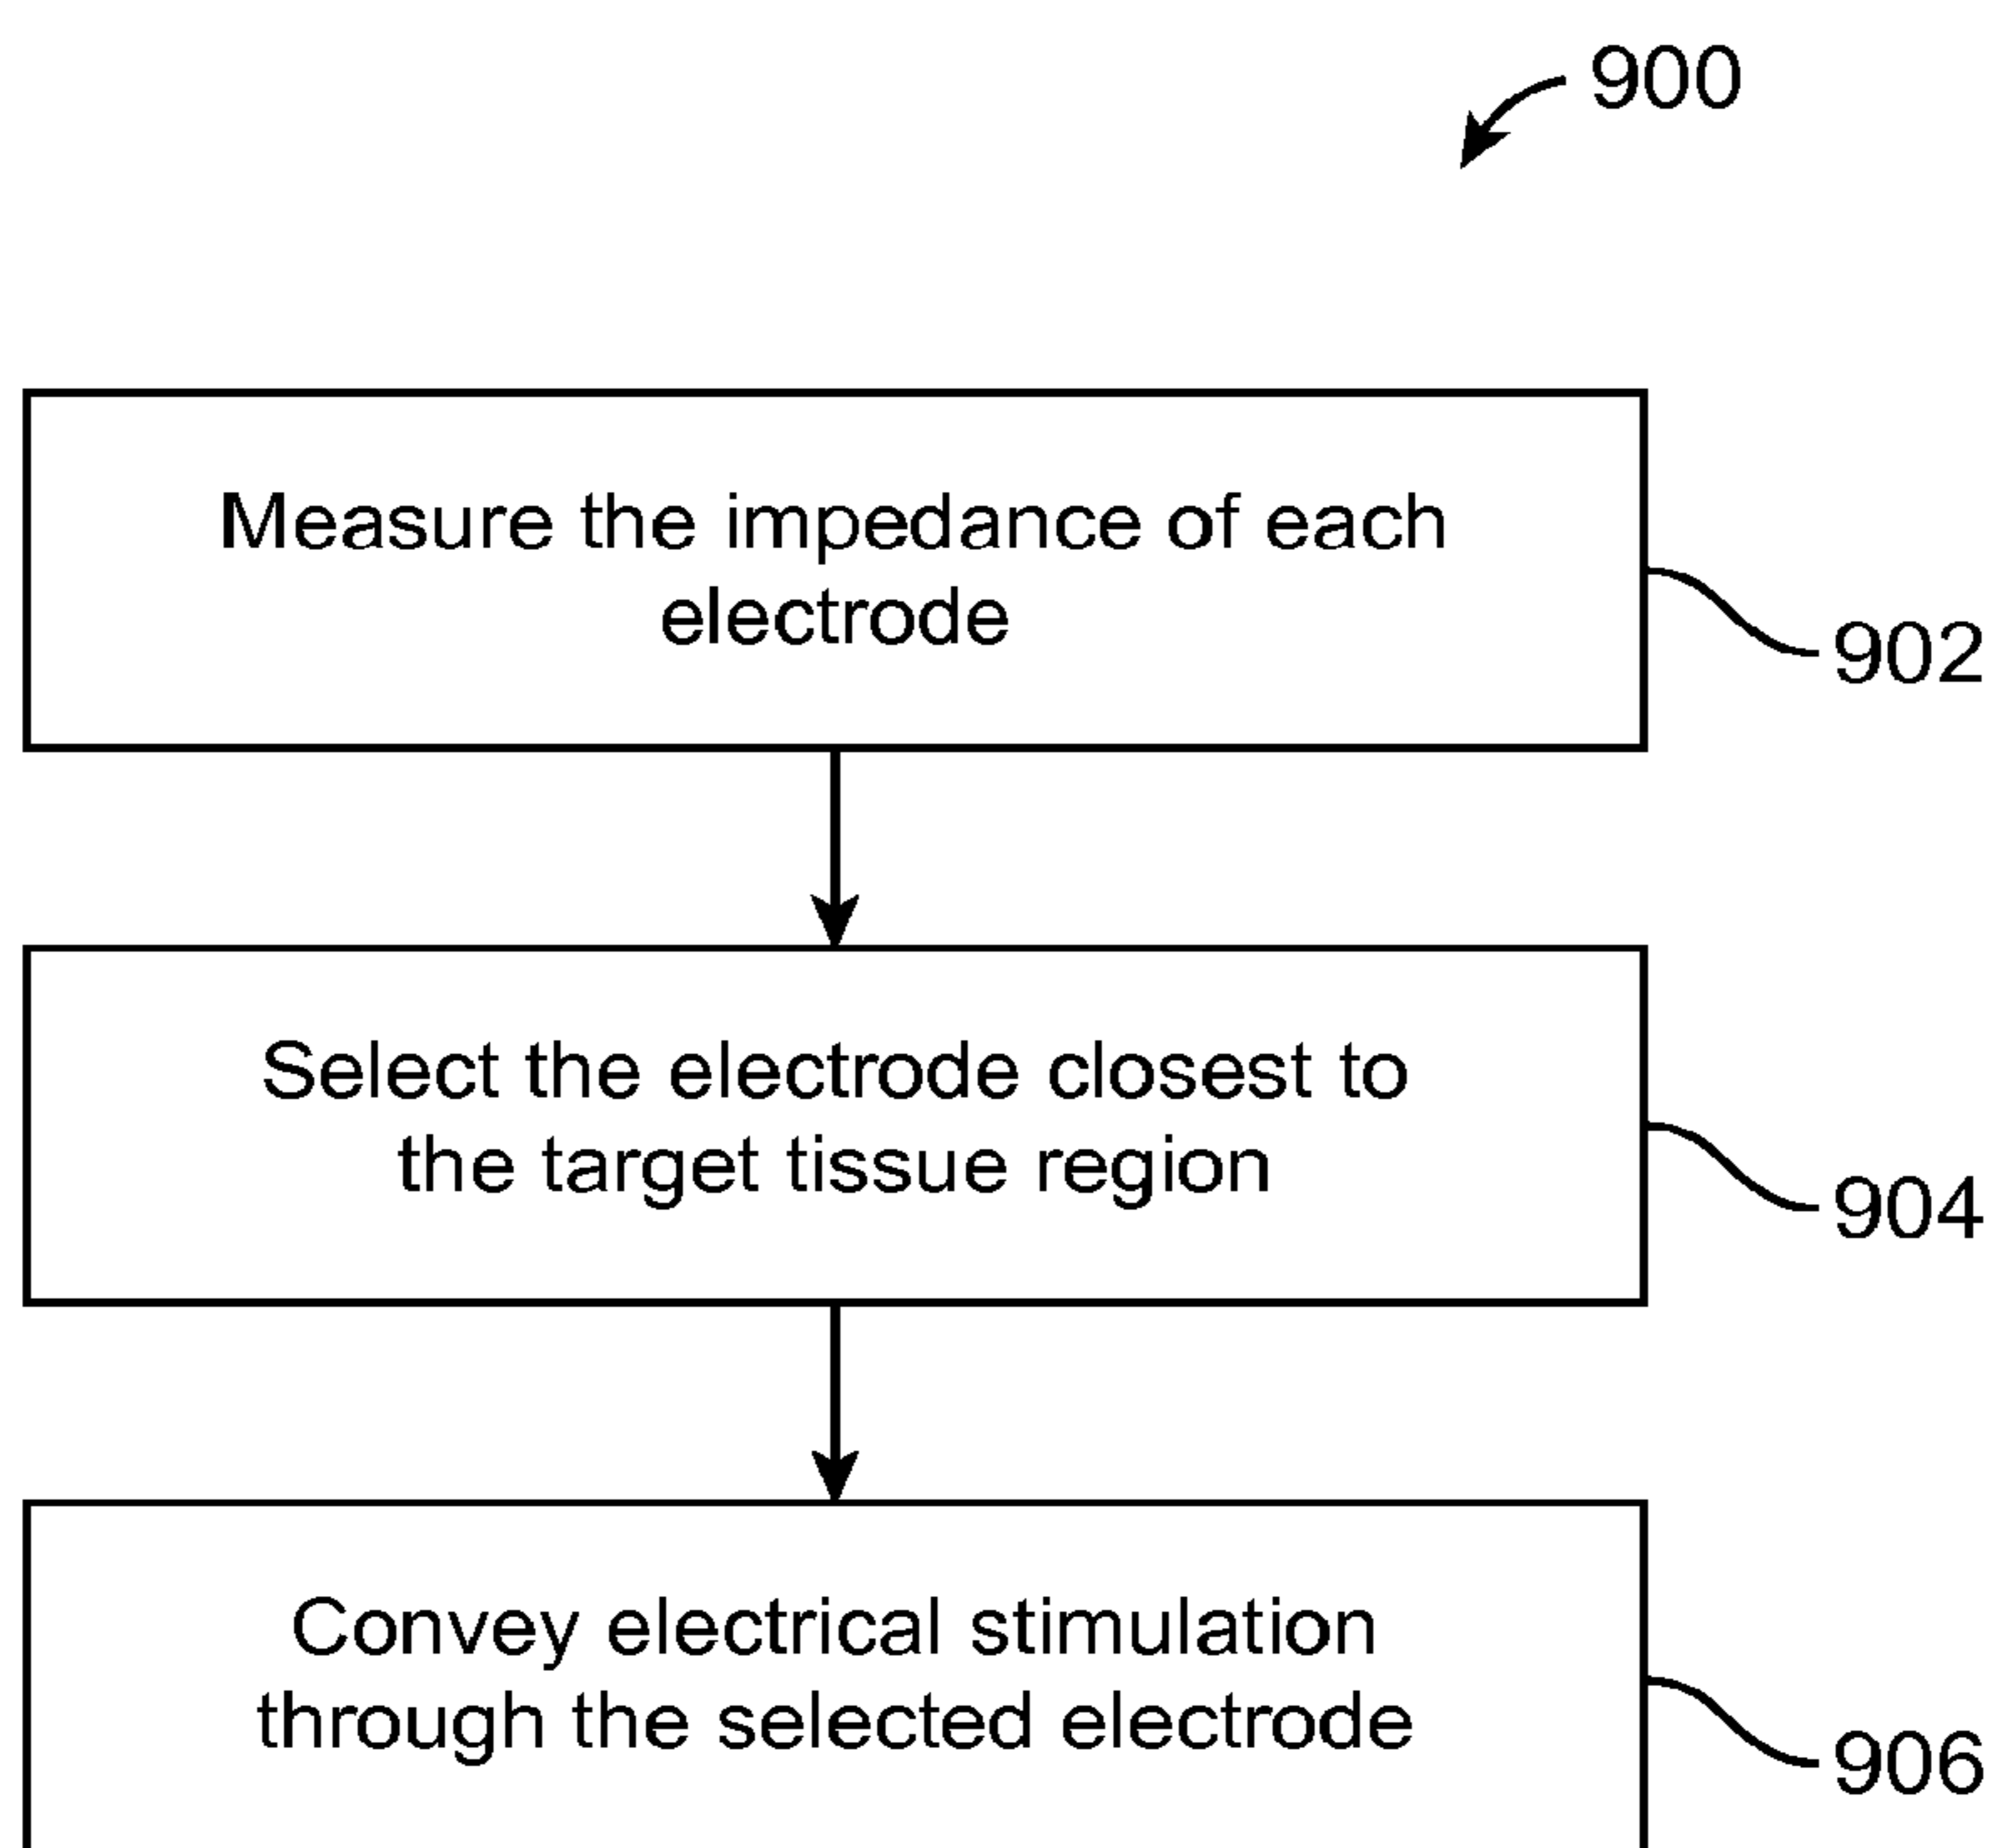 900
Measure the impedance of each
electrode
902
Select the electrode closest to
the target tissue region
904
Convey electrical stimulation
through the selected electrode
906